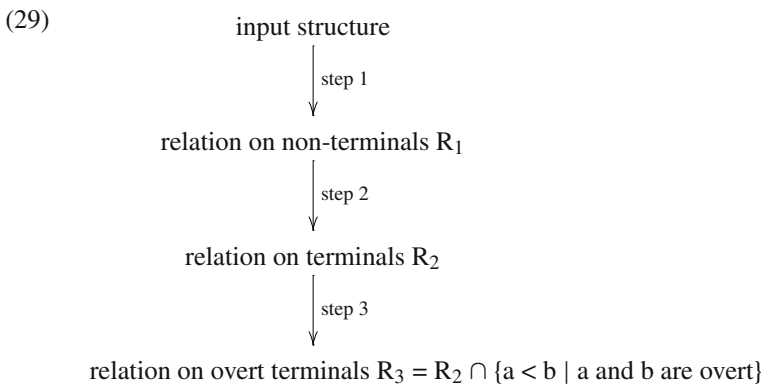 (29)
input structure
step 1
relation on non-terminals R₁
step 2
relation on terminals R₂
step 3
relation on overt terminals R₃ = R₂ ∩ {a < b | a and b are overt}